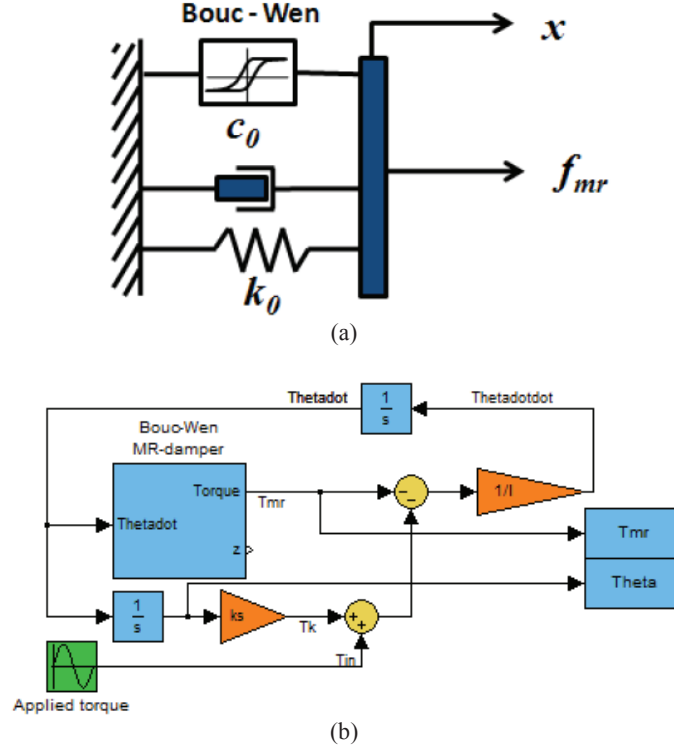 Bouc - Wen
x
c₀
f_mr
k₀
(a)
Thetadot
1/s
Thetadotdot
Bouc-Wen
MR-damper
Torque
Tmr
Thetadot
z
1/I
Tmr
Theta
1/s
ks
Tk
Tin
Applied torque
(b)